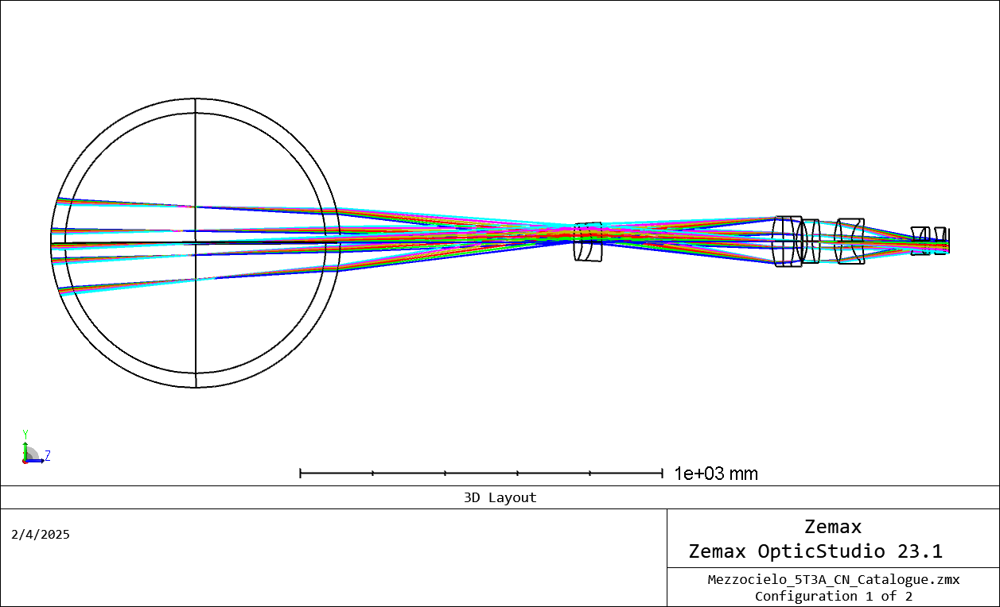 Y
Z
1e+03 mm
3D Layout
2/4/2025
Zemax
Zemax OpticStudio 23.1
Mezzocielo_5T3A_CN_Catalogue.zmx
Configuration 1 of 2